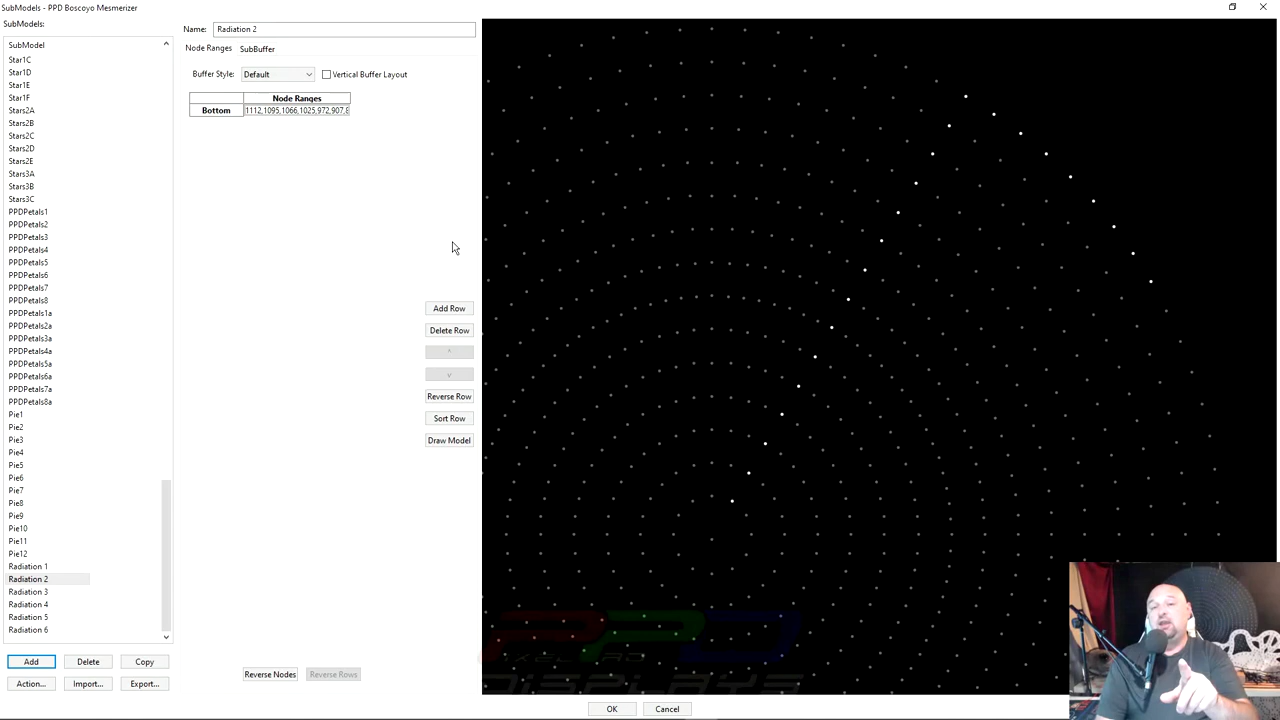 SubModels - PPD Boscoyo Mesmerizer
SubModels:
SubModel
Star1C
Star1D
Star1E
Star1F
Stars2A
Stars2B
Stars2C
Stars2D
Stars2E
Stars3A
Stars3B
Stars3C
PPDPetals1
PPDPetals2
PPDPetals3
PPDPetals4
PPDPetals5
PPDPetals6
PPDPetals7
PPDPetals8
PPDPetals1a
PPDPetals2a
PPDPetals3a
PPDPetals4a
PPDPetals5a
PPDPetals6a
PPDPetals7a
PPDPetals8a
Pie1
Pie2
Pie3
Pie4
Pie5
Pie6
Pie7
Pie8
Pie9
Pie10
Pie11
Pie12
Radiation 1
Radiation 2
Radiation 3
Radiation 4
Radiation 5
Radiation 6
Add Delete Copy
Action... Import... Export...
Name: Radiation 2
Node Ranges SubBuffer
Buffer Style: Default Vertical Buffer Layout
Node Ranges
Bottom 1112,1095,1066,1025,972,907,8
Add Row
Delete Row
^
v
Reverse Row
Sort Row
Draw Model
Reverse Nodes Reverse Rows
PPD
DISPLAYS
OK Cancel